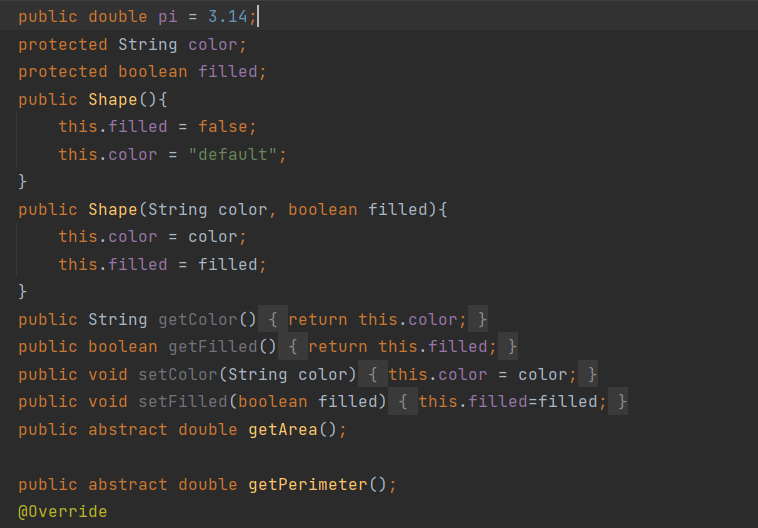 public double pi = 3.14;
protected String color;
protected boolean filled;
public Shape(){
this.filled = false;
this.color = "default";
}
public Shape(String color, boolean filled){
this.color = color;
this.filled = filled;
}
public String getColor() { return this.color; }
public boolean getFilled() { return this.filled; }
public void setColor(String color) { this.color = color; }
public void setFilled(boolean filled) { this.filled=filled; }
public abstract double getArea();
public abstract double getPerimeter();
@Override